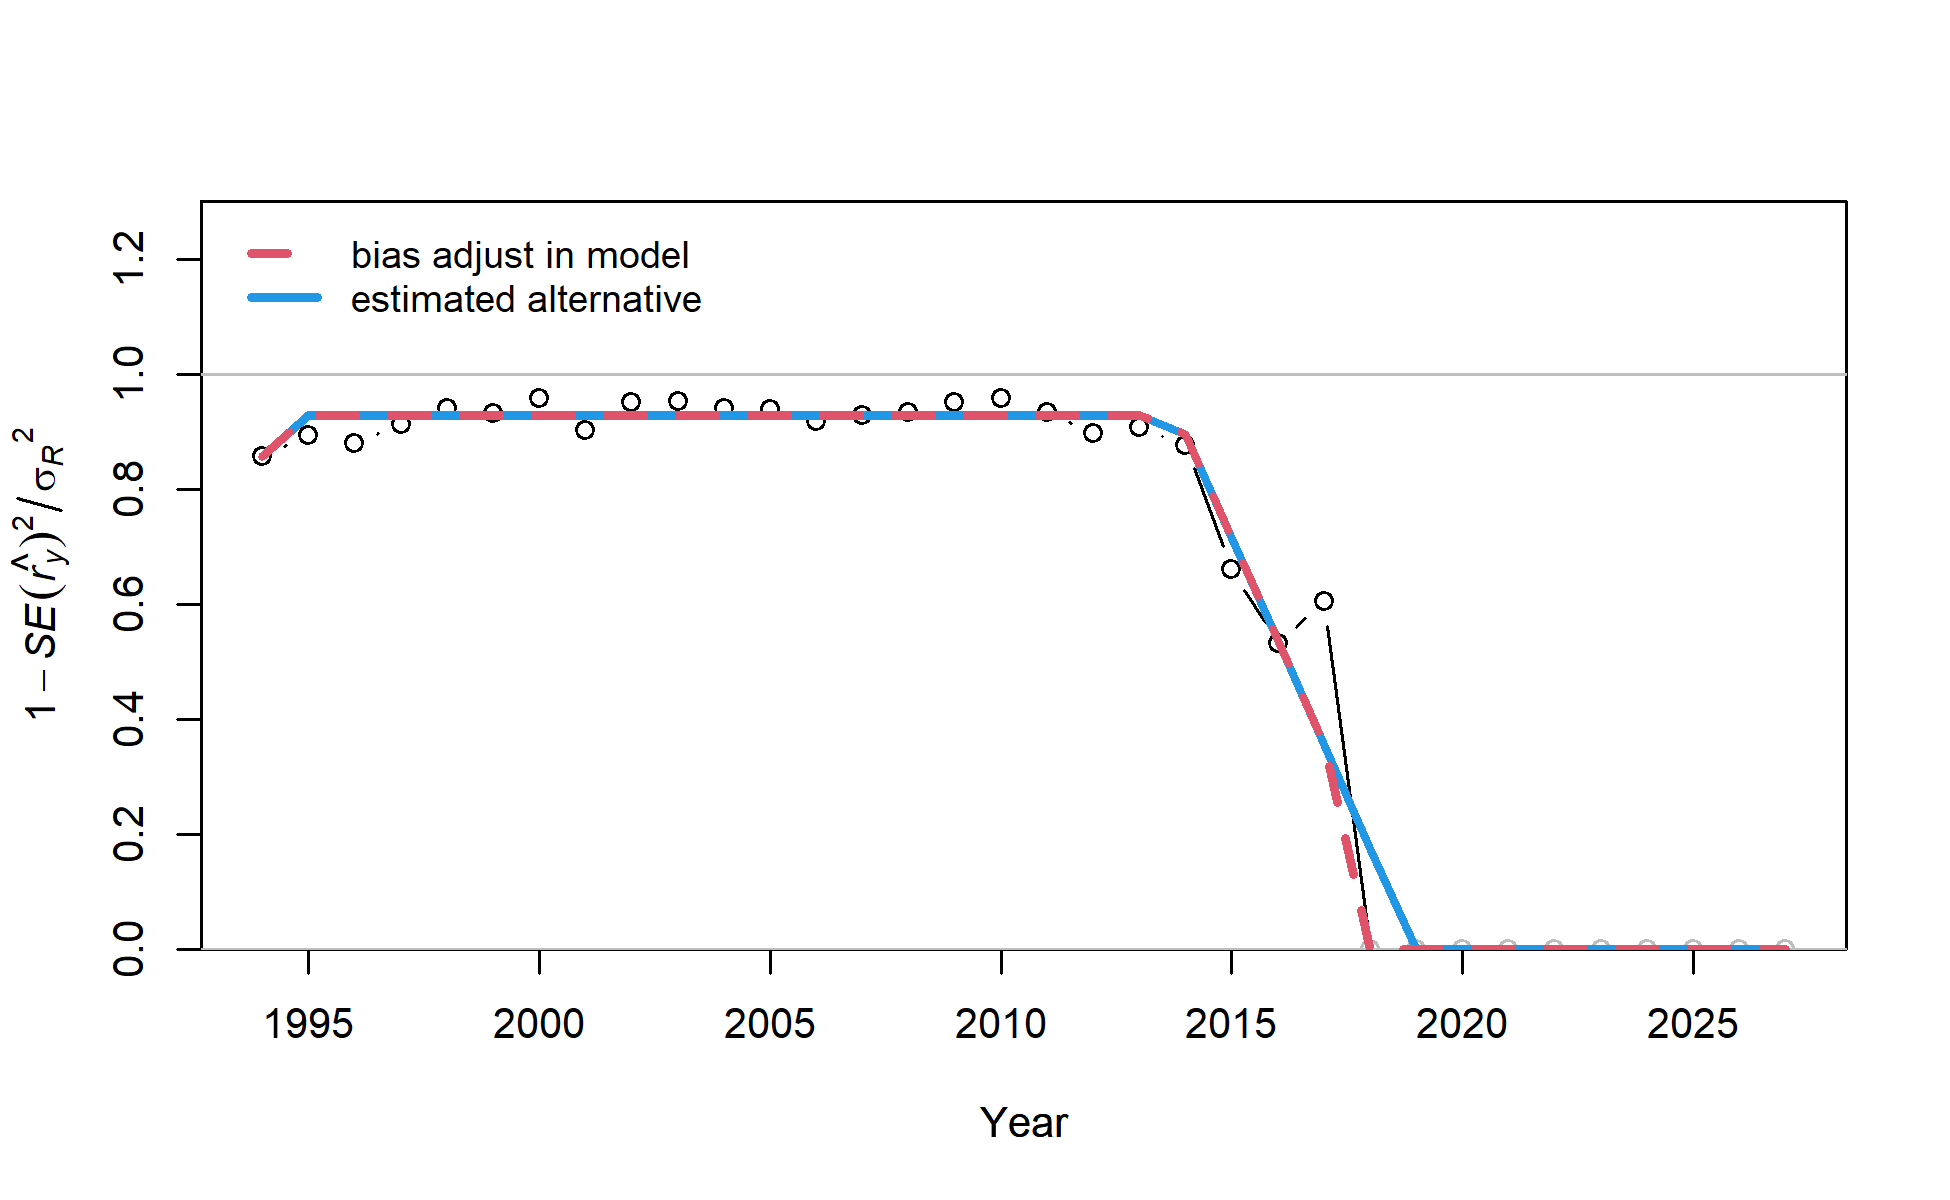 bias adjust in model
estimated alternative
1.2
1.0
0.8
0.6
0.4
0.2
0.0
1 − SE(r̂y)² / σR²
1995 2000 2005 2010 2015 2020 2025
Year